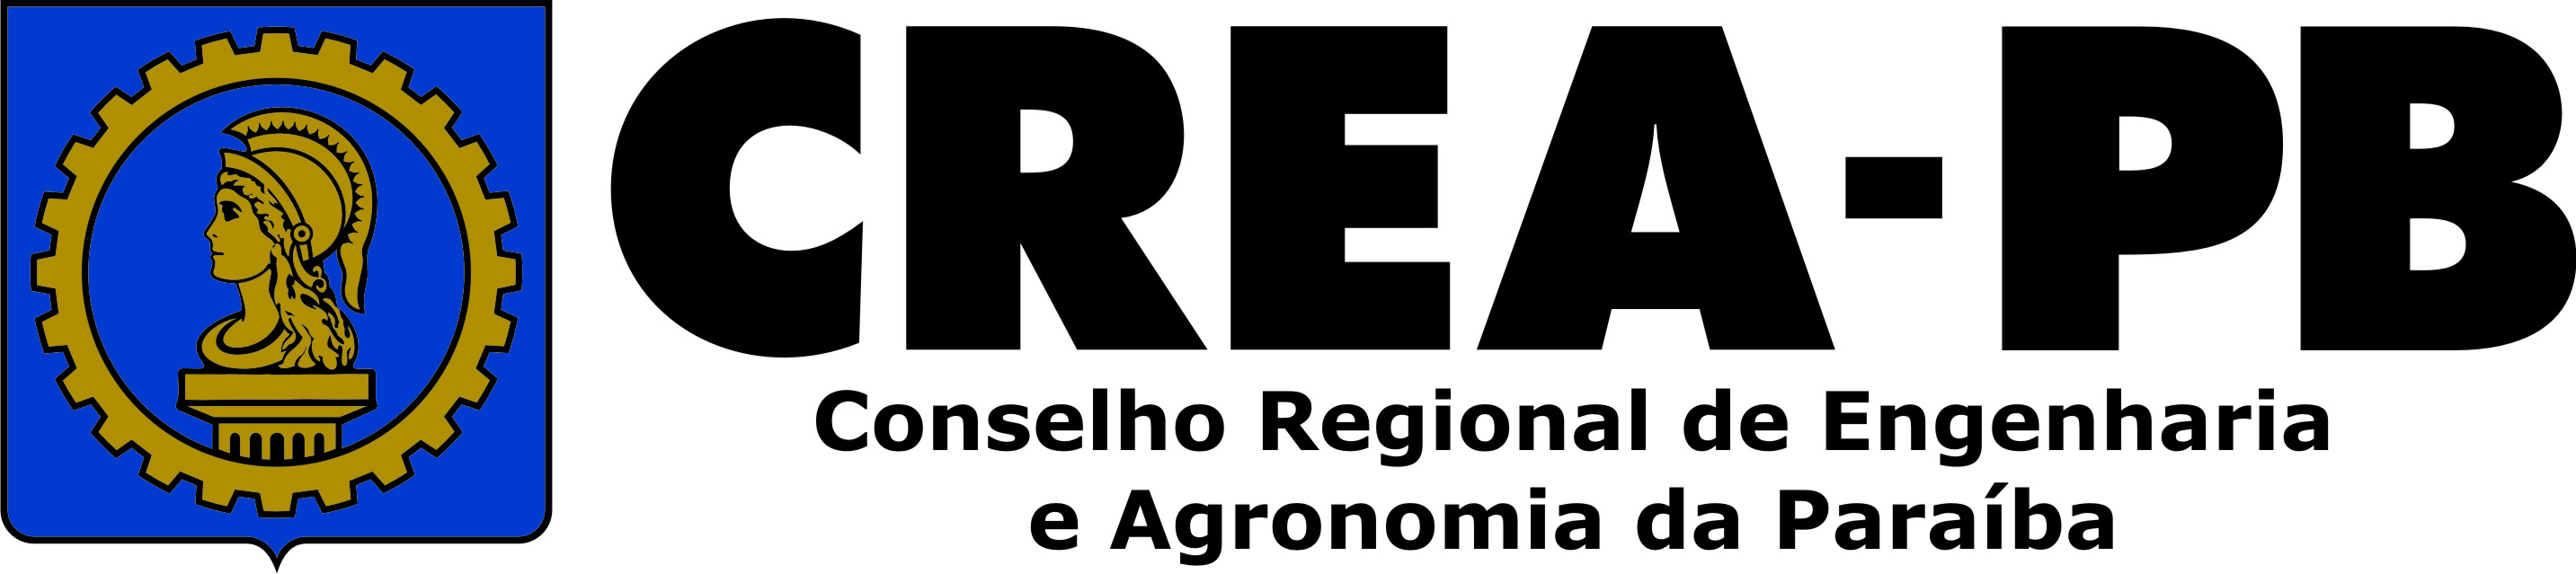 CREA-PB
Conselho Regional de Engenharia
e Agronomia da Paraíba